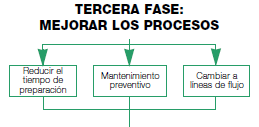 TERCERA FASE:
MEJORAR LOS PROCESOS
Reducir el
tiempo de
preparación
Mantenimiento
preventivo
Cambiar a
líneas de flujo